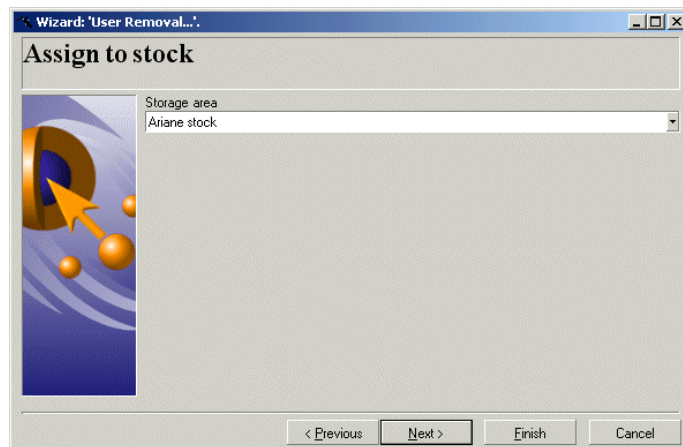 Wizard: 'User Removal...'.
Assign to stock
Storage area
Ariane stock
< Previous Next > Finish Cancel